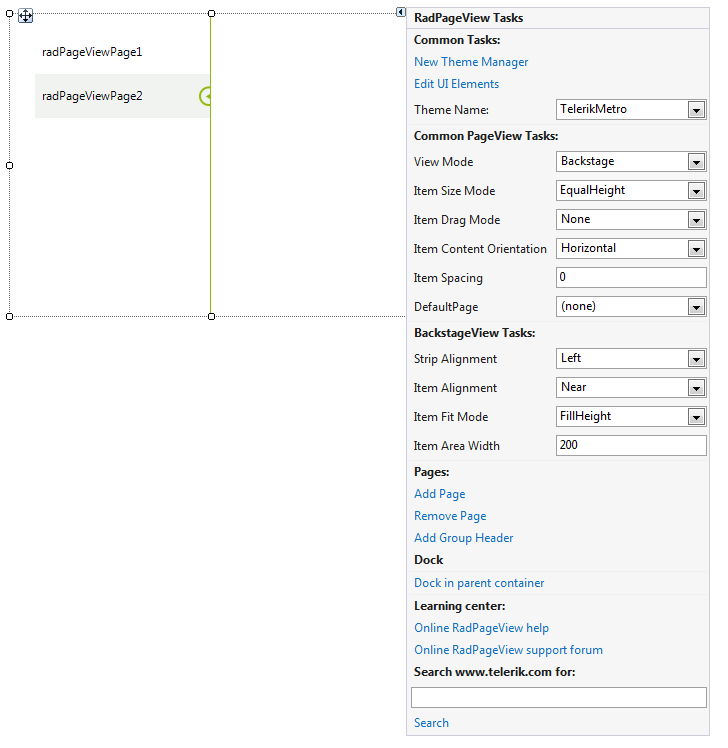 radPageViewPage1
radPageViewPage2
RadPageView Tasks
Common Tasks:
New Theme Manager
Edit UI Elements
Theme Name: TelerikMetro
Common PageView Tasks:
View Mode Backstage
Item Size Mode EqualHeight
Item Drag Mode None
Item Content Orientation Horizontal
Item Spacing 0
DefaultPage (none)
BackstageView Tasks:
Strip Alignment Left
Item Alignment Near
Item Fit Mode FillHeight
Item Area Width 200
Pages:
Add Page
Remove Page
Add Group Header
Dock
Dock in parent container
Learning center:
Online RadPageView help
Online RadPageView support forum
Search www.telerik.com for:
Search